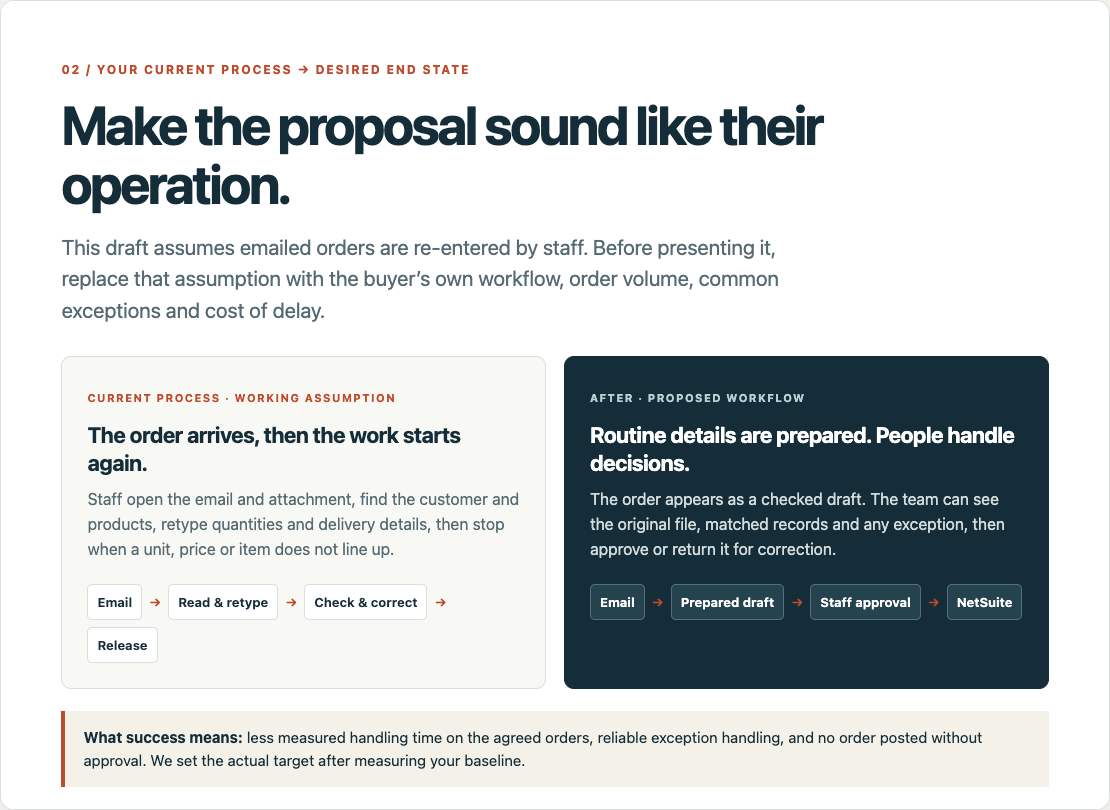 02 / YOUR CURRENT PROCESS → DESIRED END STATE
Make the proposal sound like their
operation.
This draft assumes emailed orders are re-entered by staff. Before presenting it,
replace that assumption with the buyer’s own workflow, order volume, common
exceptions and cost of delay.
CURRENT PROCESS · WORKING ASSUMPTION
The order arrives, then the work starts
again.
Staff open the email and attachment, find the customer and
products, retype quantities and delivery details, then stop
when a unit, price or item does not line up.
Email → Read & retype → Check & correct →
Release
AFTER · PROPOSED WORKFLOW
Routine details are prepared. People handle
decisions.
The order appears as a checked draft. The team can see
the original file, matched records and any exception, then
approve or return it for correction.
Email → Prepared draft → Staff approval → NetSuite
What success means: less measured handling time on the agreed orders, reliable exception handling, and no order posted without
approval. We set the actual target after measuring your baseline.